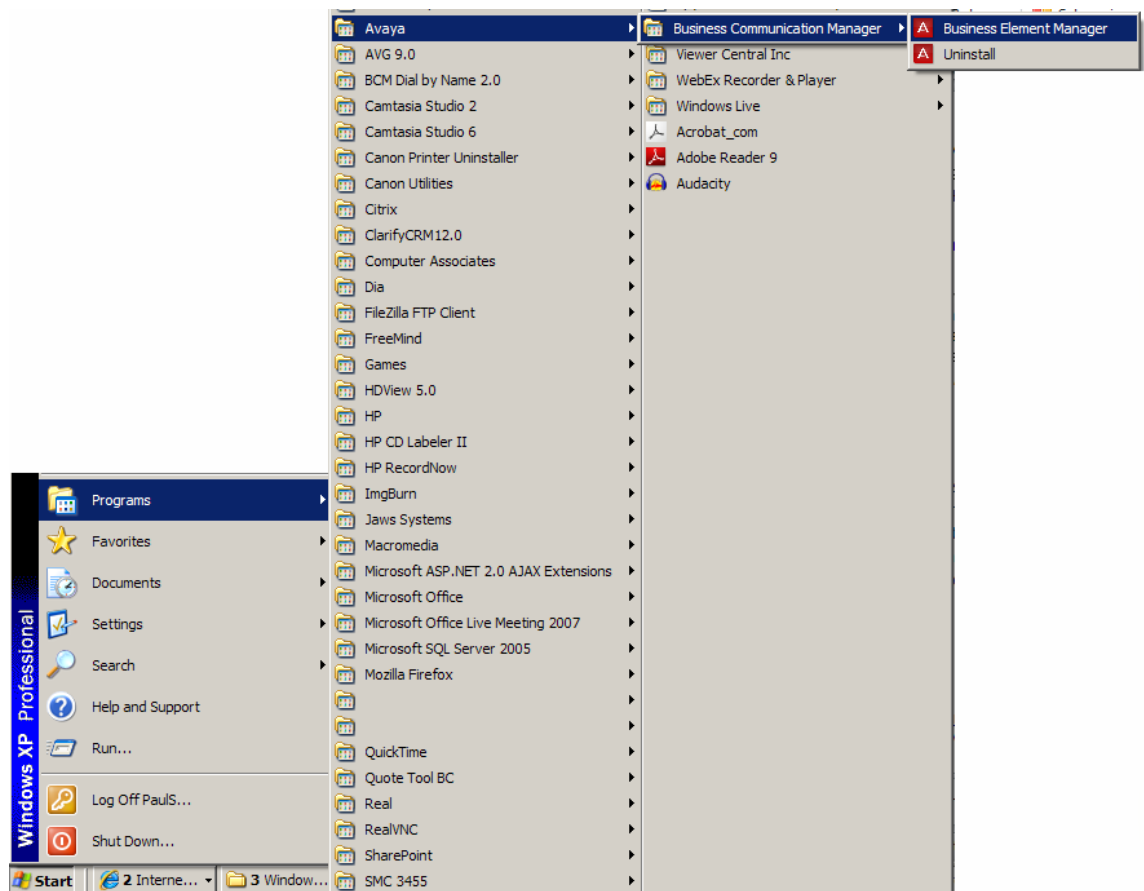 Avaya
AVG 9.0
BCM Dial by Name 2.0
Camtasia Studio 2
Camtasia Studio 6
Canon Printer Uninstaller
Canon Utilities
Citrix
ClarifyCRM12.0
Computer Associates
Dia
FileZilla FTP Client
FreeMind
Games
HDView 5.0
HP
HP CD Labeler II
HP RecordNow
ImgBurn
Jaws Systems
Macromedia
Microsoft ASP.NET 2.0 AJAX Extensions
Microsoft Office
Microsoft Office Live Meeting 2007
Microsoft SQL Server 2005
Mozilla Firefox
QuickTime
Quote Tool BC
Real
RealVNC
SharePoint
SMC 3455
Business Communication Manager
Viewer Central Inc
WebEx Recorder & Player
Windows Live
Acrobat_com
Adobe Reader 9
Audacity
Business Element Manager
Uninstall
Windows XP Professional
Programs
Favorites
Documents
Settings
Search
Help and Support
Run...
Log Off PaulS...
Shut Down...
Start
2 Interne...
3 Window...